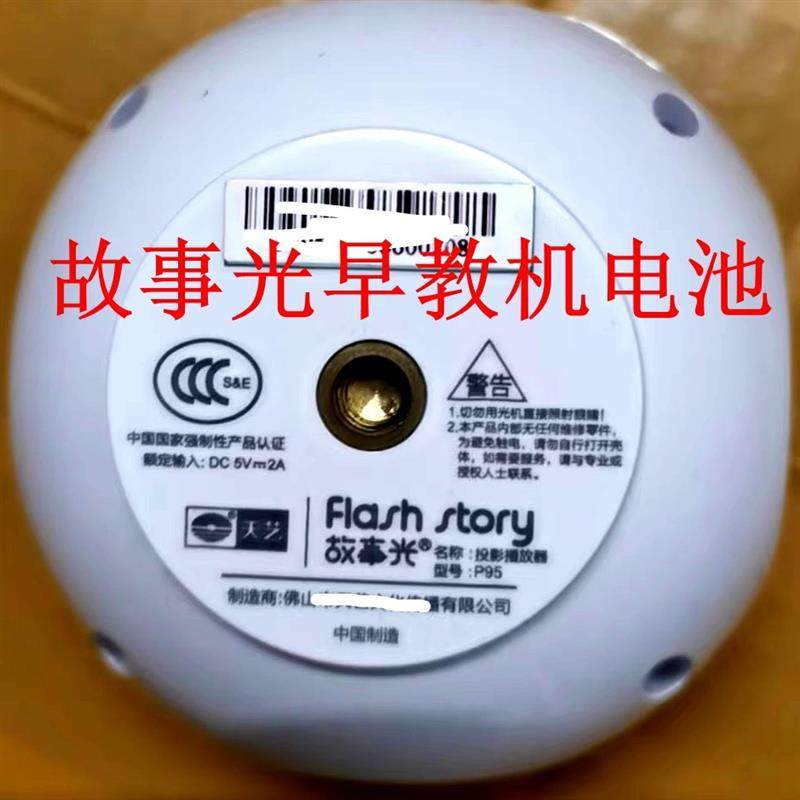 故事光早教机电池
CCC S&E
中国国家强制性产品认证
额定输入：DC 5V⎓2A
警告
1.切勿用光机直接照射眼睛！
2.本产品内部无任何维修零件，
为避免触电，请勿自行打开壳
体，如需要服务，请与专业或
授权人士联系。
® 天艺
Flash story
故事光®
名称：投影播放器
型号：P95
制造商：佛山 传播有限公司
中国制造